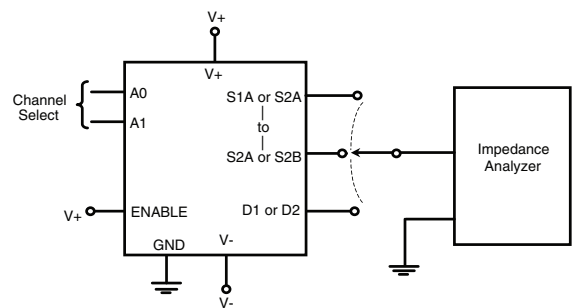 V+
V+
Channel
Select
A0
A1
S1A or S2A
to
S2A or S2B
Impedance
Analyzer
V+
ENABLE
D1 or D2
GND
V-
V-